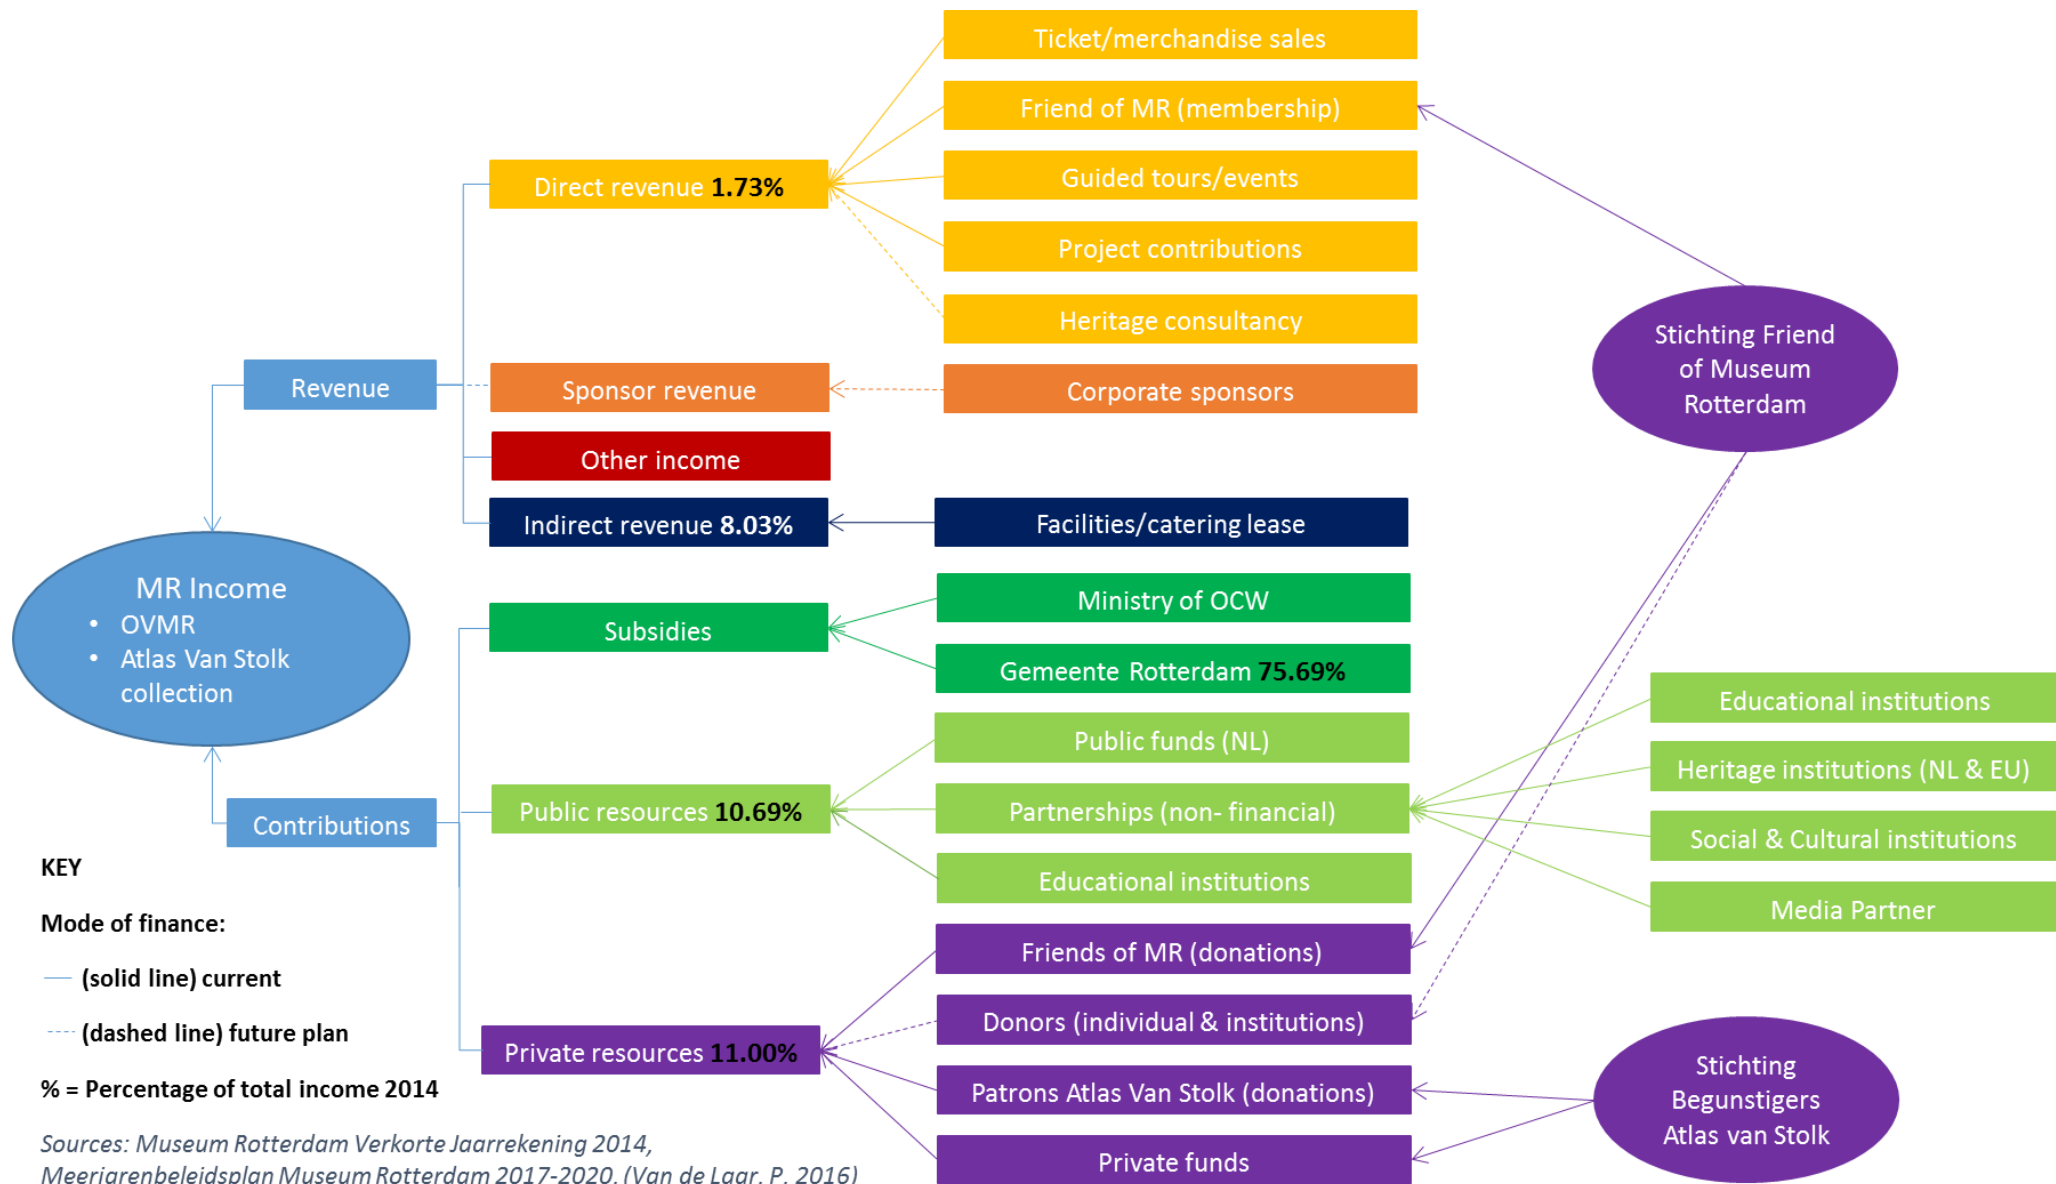 Ticket/merchandise sales
Friend of MR (membership)
Direct revenue 1.73%
Guided tours/events
Project contributions
Heritage consultancy
Stichting Friend
of Museum
Rotterdam
Revenue
Sponsor revenue
Corporate sponsors
Other income
Indirect revenue 8.03%
Facilities/catering lease
MR Income
• OVMR
• Atlas Van Stolk
collection
Subsidies
Ministry of OCW
Gemeente Rotterdam 75.69%
Public funds (NL)
Public resources 10.69%
Partnerships (non- financial)
Educational institutions
Educational institutions
Heritage institutions (NL & EU)
Social & Cultural institutions
Media Partner
Contributions
Friends of MR (donations)
Donors (individual & institutions)
Private resources 11.00%
Patrons Atlas Van Stolk (donations)
Private funds
Stichting
Begunstigers
Atlas van Stolk
KEY
Mode of finance:
(solid line) current
(dashed line) future plan
% = Percentage of total income 2014
Sources: Museum Rotterdam Verkorte Jaarrekening 2014,
Meerjarenbeleidsplan Museum Rotterdam 2017-2020, (Van de Laar, P. 2016)